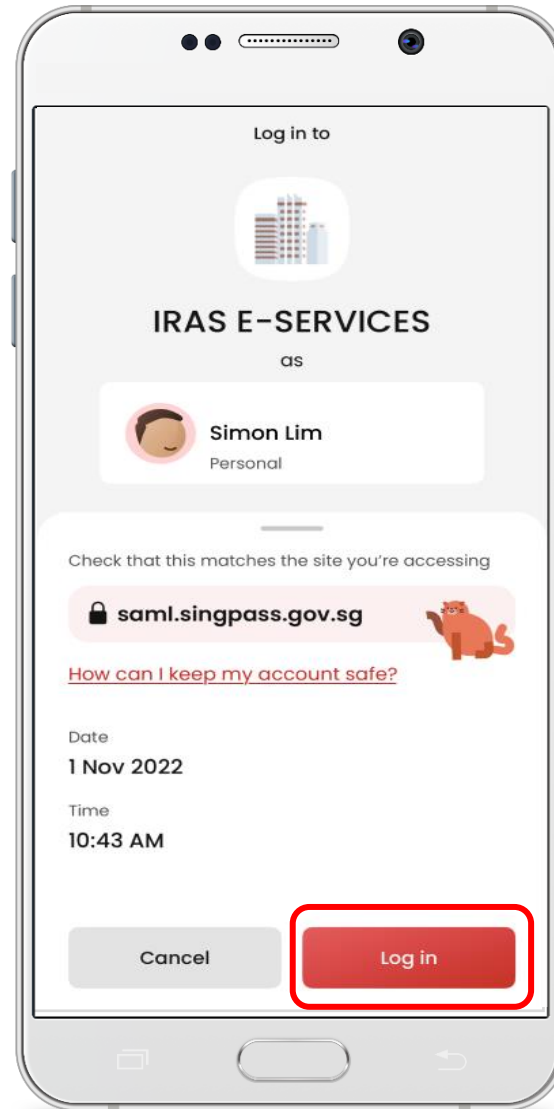 Log in to
IRAS E-SERVICES
as
Simon Lim
Personal
Check that this matches the site you're accessing
saml.singpass.gov.sg
How can I keep my account safe?
Date
1 Nov 2022
Time
10:43 AM
Cancel Log in